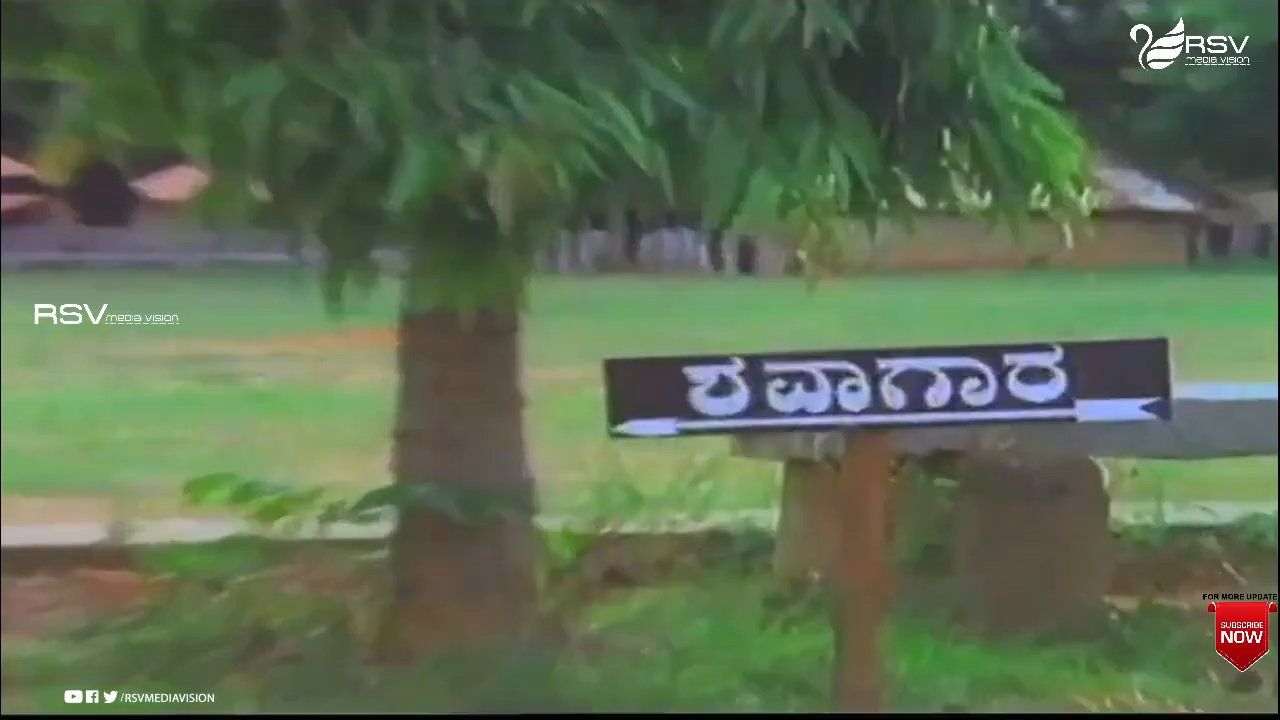 RSV
media vision
RSV media vision
ಶವಾಗಾರ
FOR MORE UPDATE
SUBSCRIBE
NOW
/RSVMEDIAVISION